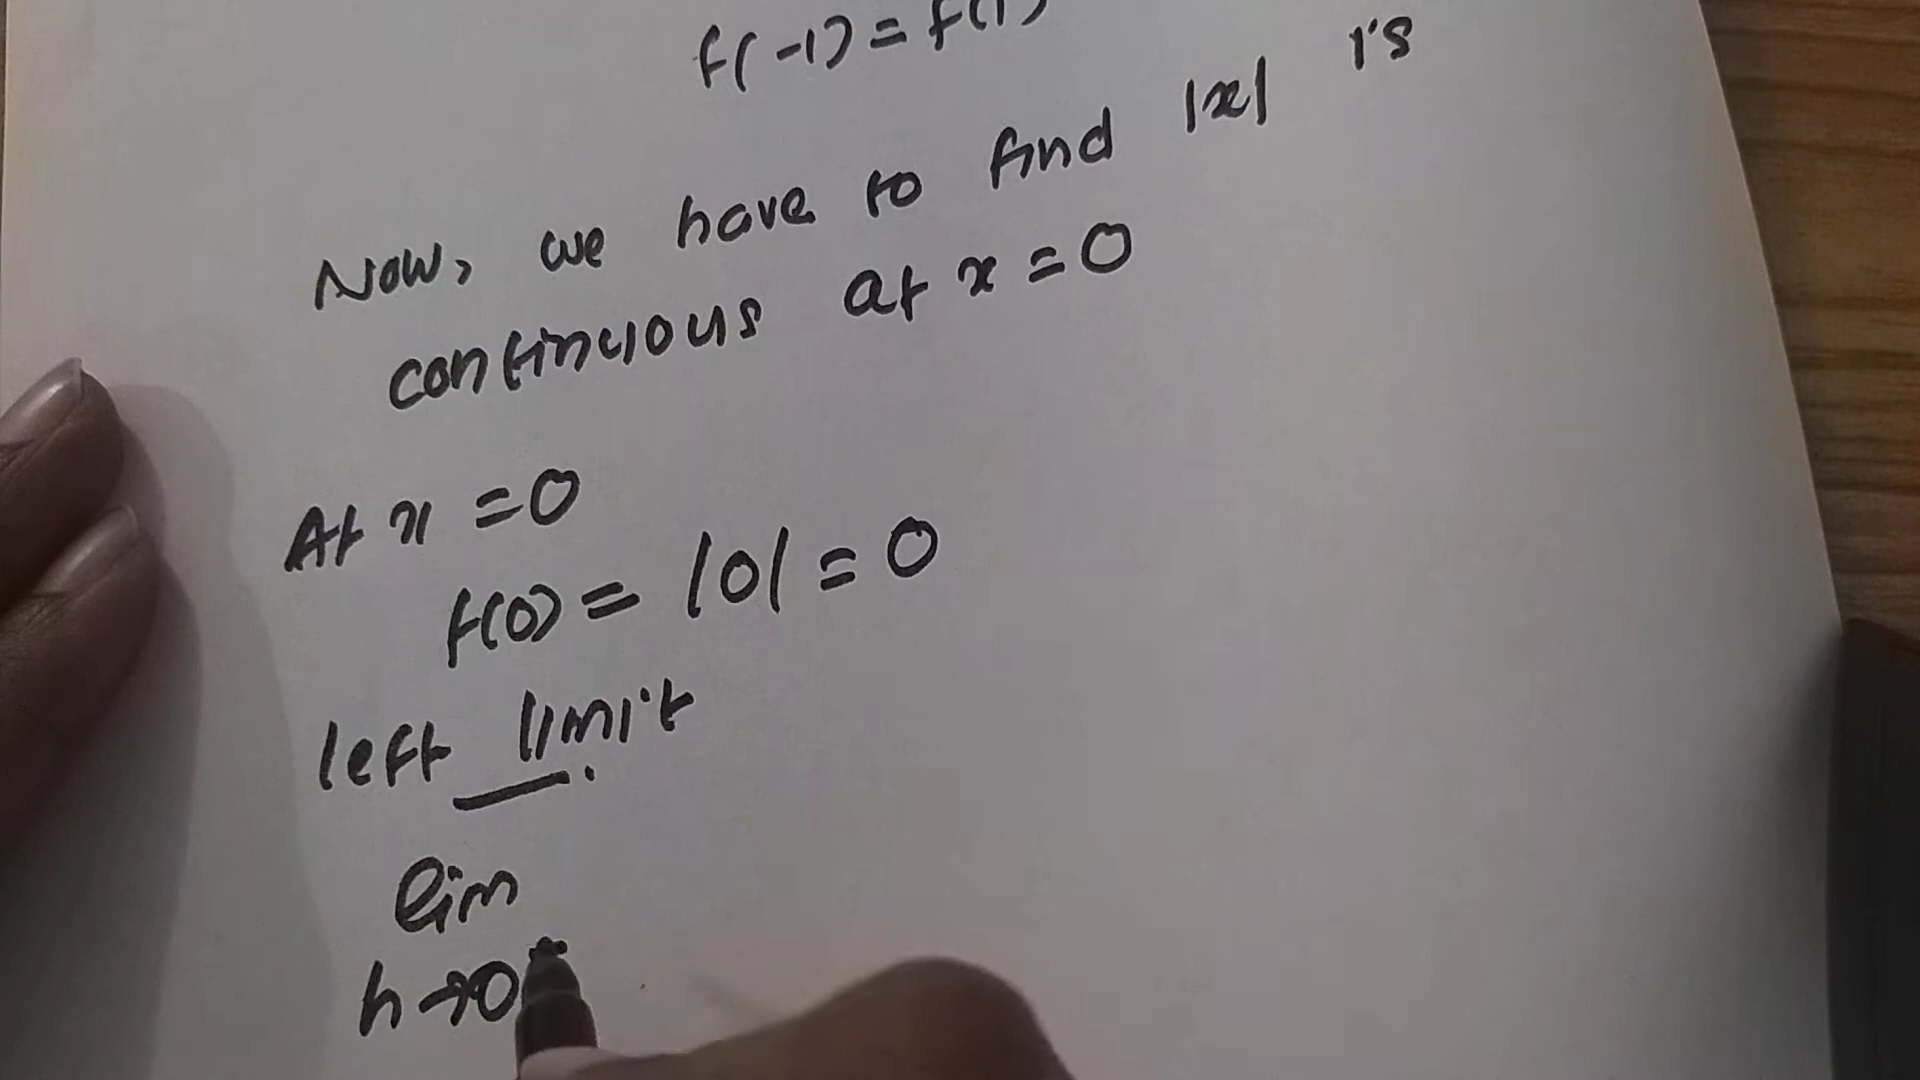 f(-1) = f(1)
Now, we have to find |x| is
continuous at x = 0
At x = 0
f(0) = |0| = 0
left limit
lim
h→0